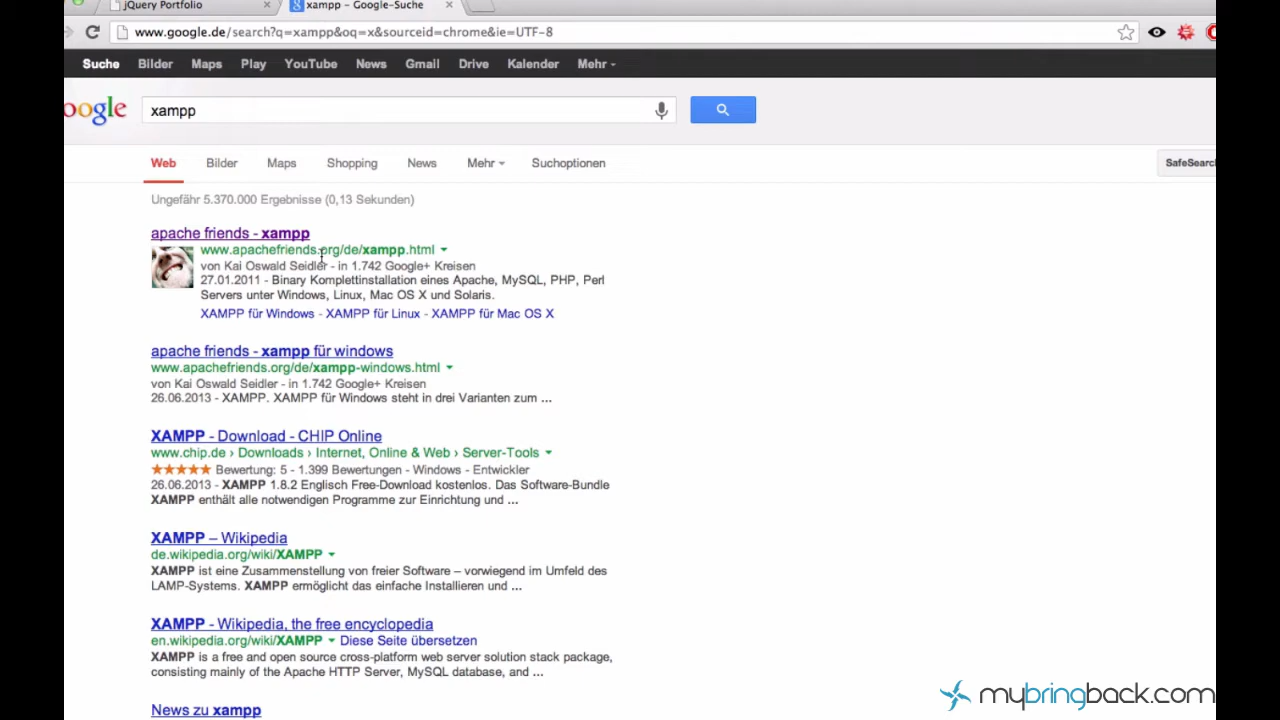 jQuery Portfolio
xampp - Google-Suche
www.google.de/search?q=xampp&oq=x&sourceid=chrome&ie=UTF-8
Suche Bilder Maps Play YouTube News Gmail Drive Kalender Mehr
oogle
xampp
Web Bilder Maps Shopping News Mehr Suchoptionen
SafeSearch
Ungefähr 5.370.000 Ergebnisse (0,13 Sekunden)
apache friends - xampp
www.apachefriends.org/de/xampp.html
von Kai Oswald Seidler - in 1.742 Google+ Kreisen
27.01.2011 - Binary Komplettinstallation eines Apache, MySQL, PHP, Perl
Servers unter Windows, Linux, Mac OS X und Solaris.
XAMPP für Windows - XAMPP für Linux - XAMPP für Mac OS X
apache friends - xampp für windows
www.apachefriends.org/de/xampp-windows.html
von Kai Oswald Seidler - in 1.742 Google+ Kreisen
26.06.2013 - XAMPP. XAMPP für Windows steht in drei Varianten zum ...
XAMPP - Download - CHIP Online
www.chip.de › Downloads › Internet, Online & Web › Server-Tools
Bewertung: 5 - 1.399 Bewertungen - Windows - Entwickler
26.06.2013 - XAMPP 1.8.2 Englisch Free-Download kostenlos. Das Software-Bundle
XAMPP enthält alle notwendigen Programme zur Einrichtung und ...
XAMPP – Wikipedia
de.wikipedia.org/wiki/XAMPP
XAMPP ist eine Zusammenstellung von freier Software – vorwiegend im Umfeld des
LAMP-Systems. XAMPP ermöglicht das einfache Installieren und ...
XAMPP - Wikipedia, the free encyclopedia
en.wikipedia.org/wiki/XAMPP Diese Seite übersetzen
XAMPP is a free and open source cross-platform web server solution stack package,
consisting mainly of the Apache HTTP Server, MySQL database, and ...
News zu xampp
mybringback.com